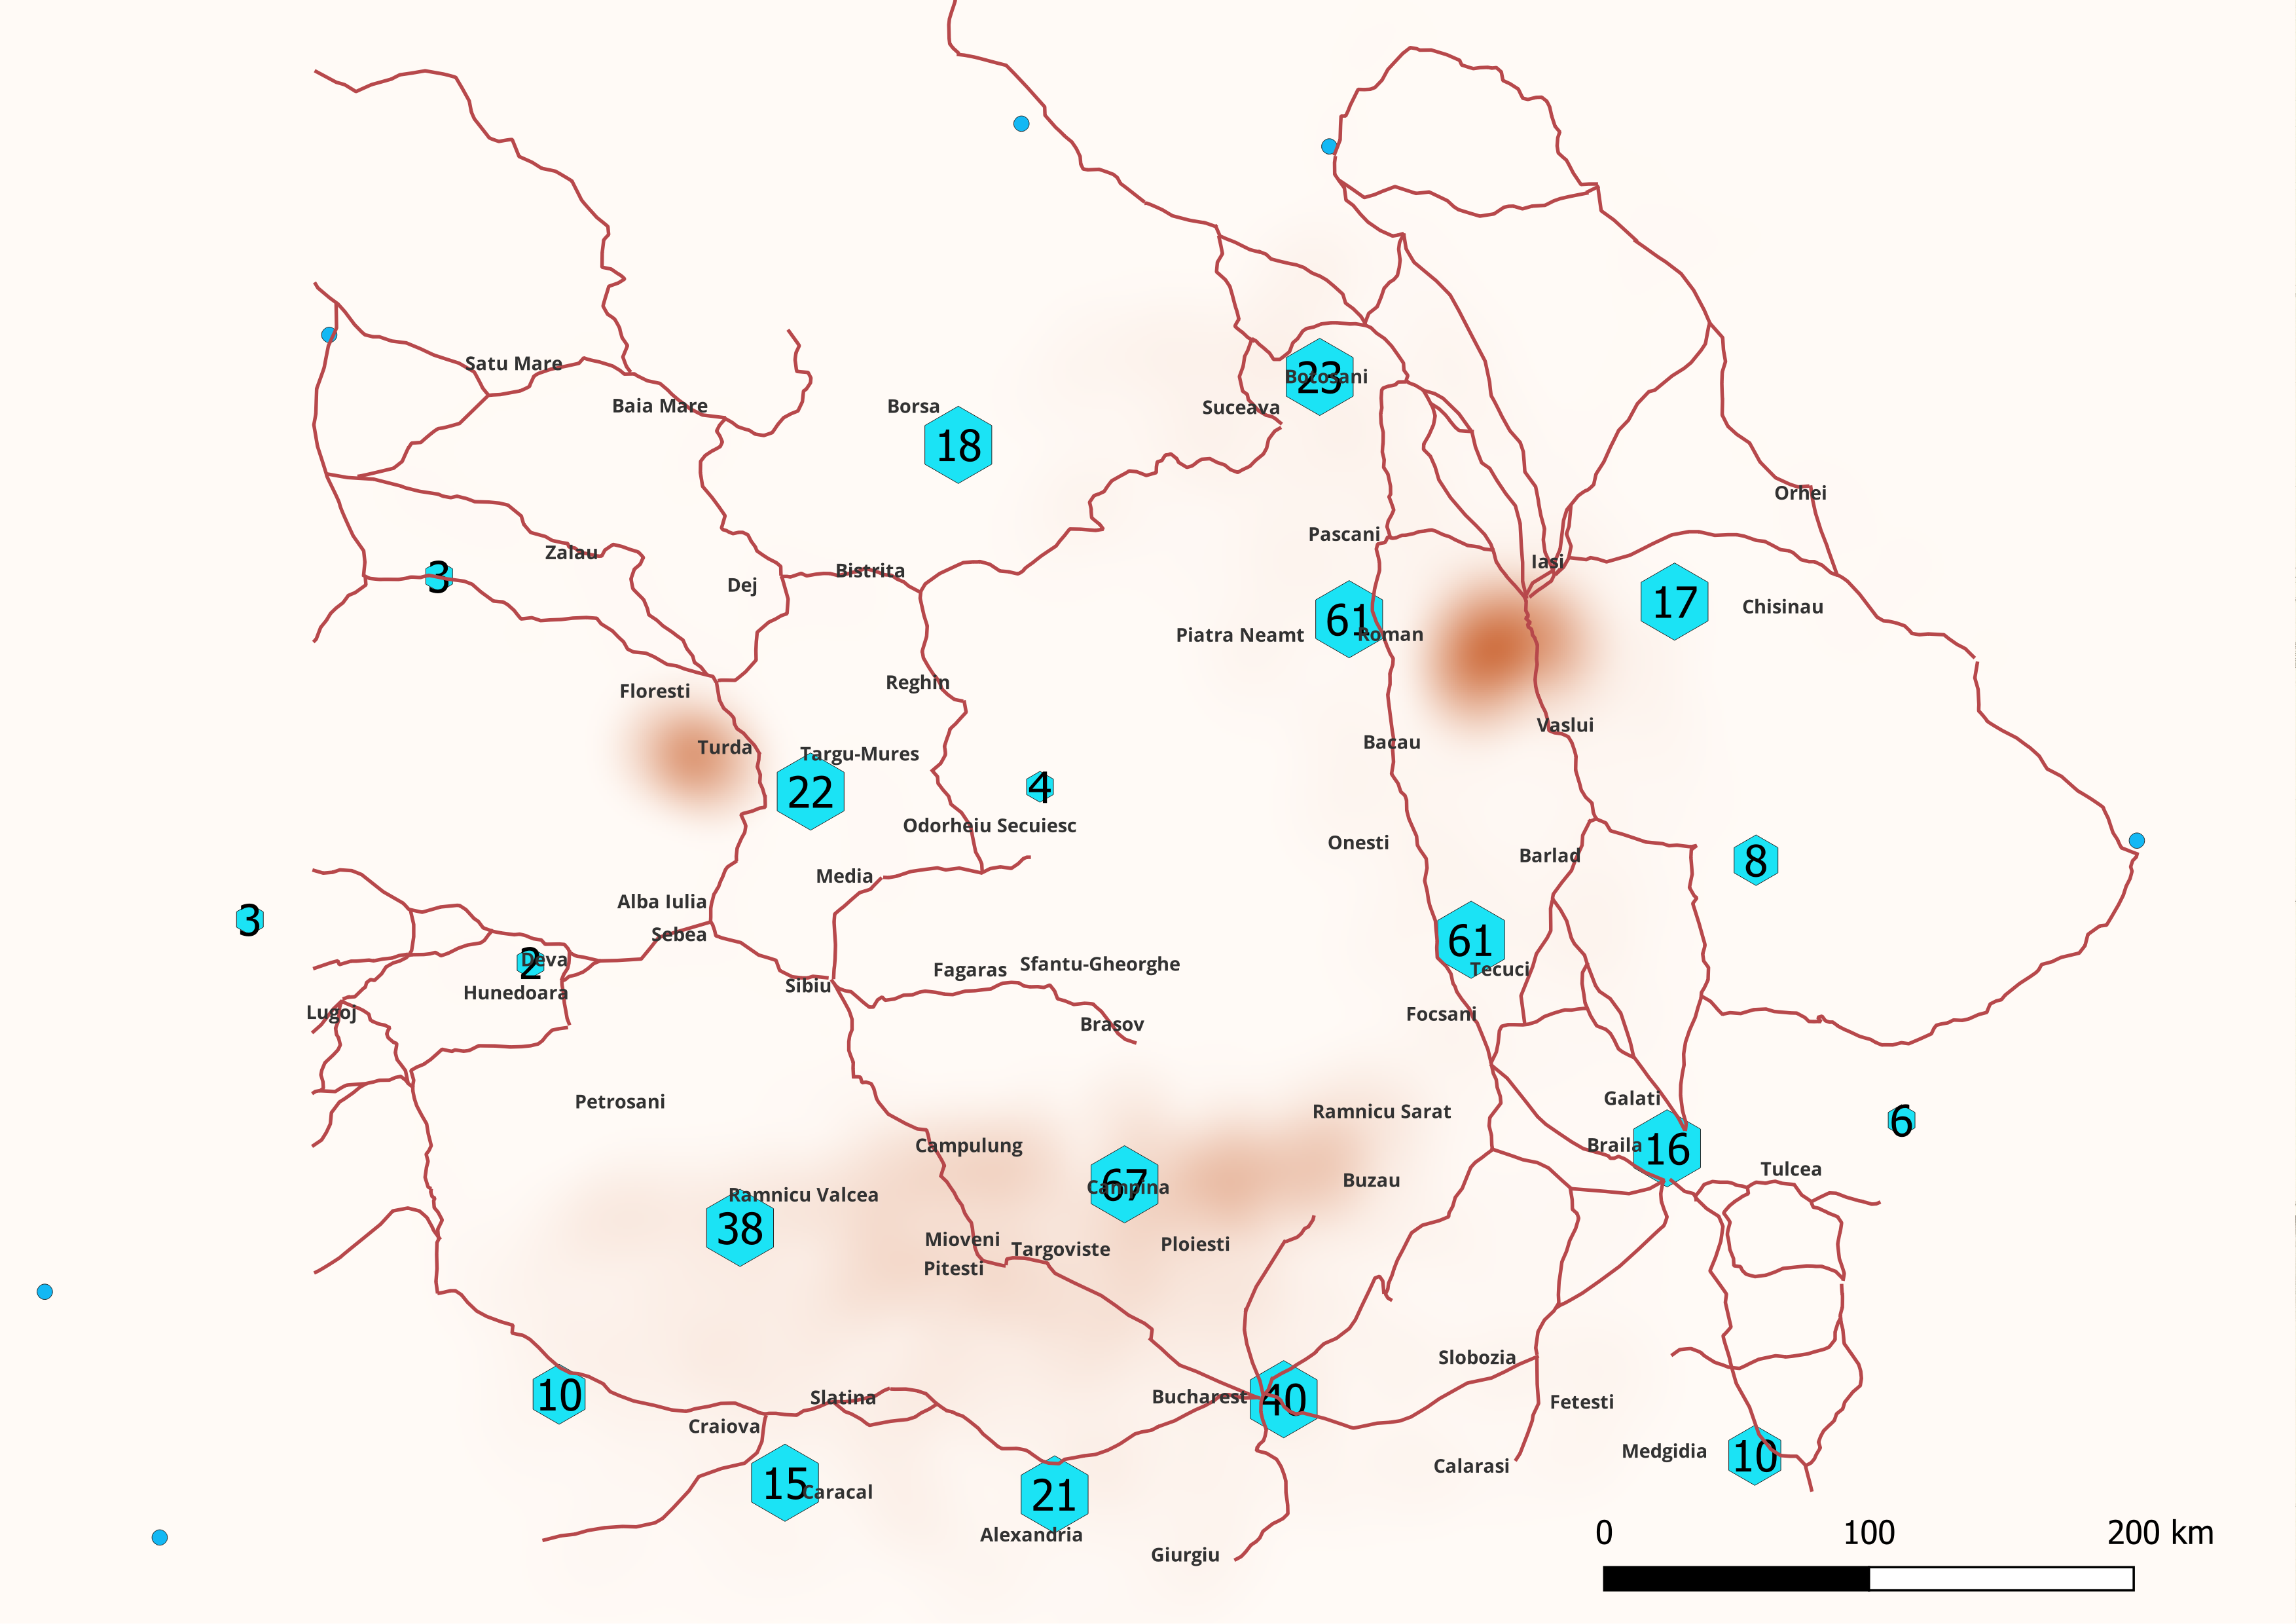 Satu Mare
Baia Mare
Borsa
Suceava
Botosani
23
18
Orhei
Pascani
Zalau
3
Dej
Bistrita
Iasi
17
Chisinau
61
Roman
Piatra Neamt
Reghin
Floresti
Turda
Targu-Mures
Bacau
Vaslui
22
4
Odorheiu Secuiesc
Onesti
Barlad
8
Media
Alba Iulia
3
Sebea
61
2
Deva
Tecuci
Fagaras
Sfantu-Gheorghe
Sibiu
Hunedoara
Lugoj
Focsani
Brasov
Petrosani
Galati
Ramnicu Sarat
6
Campulung
Braila
16
Tulcea
67
Campina
Buzau
Ramnicu Valcea
38
Mioveni
Targoviste
Ploiesti
Pitesti
Slobozia
10
Slatina
Bucharest
40
Fetesti
Craiova
Medgidia
10
Calarasi
15
Caracal
21
Alexandria
Giurgiu
0 100 200 km